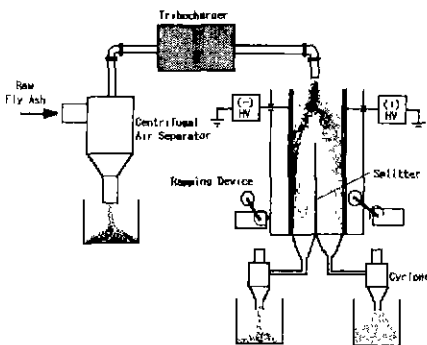 Tribocharger
Raw
Fly Ash
Centrifugal
Air Separator
(-)
HV
(+)
HV
Rapping Device
Splitter
Cyclone